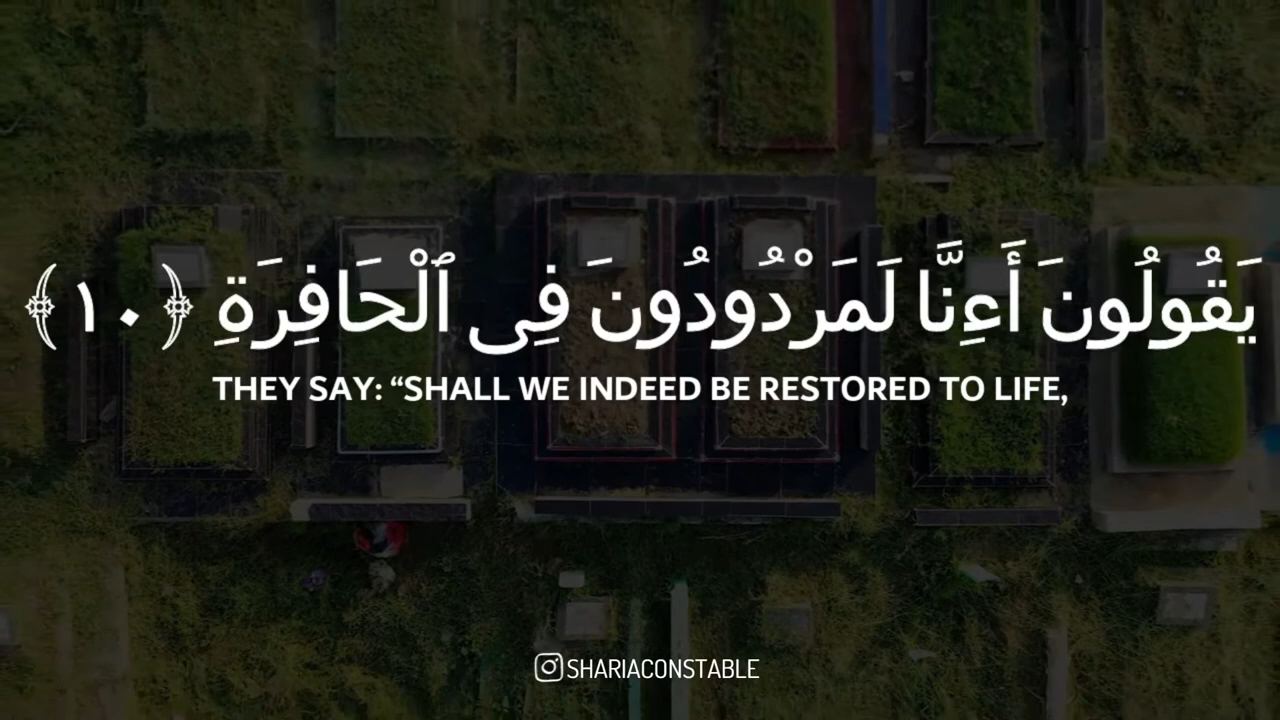 يَقُولُونَ أَءِنَّا لَمَرْدُودُونَ فِى ٱلْحَافِرَةِ ﴿١٠﴾
THEY SAY: “SHALL WE INDEED BE RESTORED TO LIFE,
SHARIACONSTABLE